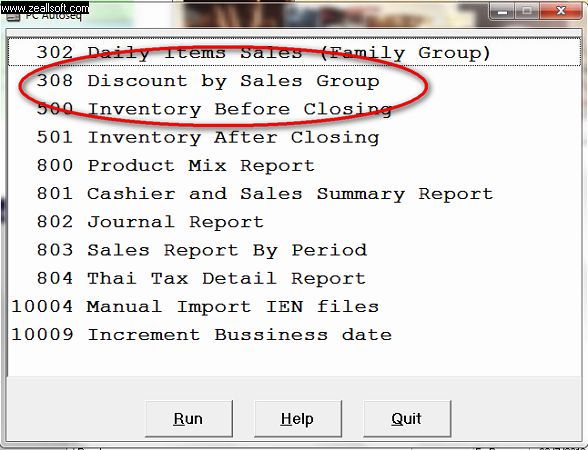 www.zeallsoft.com
PC Autoseq
302 Daily Items Sales (Family Group)
308 Discount by Sales Group
500 Inventory Before Closing
501 Inventory After Closing
800 Product Mix Report
801 Cashier and Sales Summary Report
802 Journal Report
803 Sales Report By Period
804 Thai Tax Detail Report
10004 Manual Import IEN files
10009 Increment Bussiness date
Run Help Quit